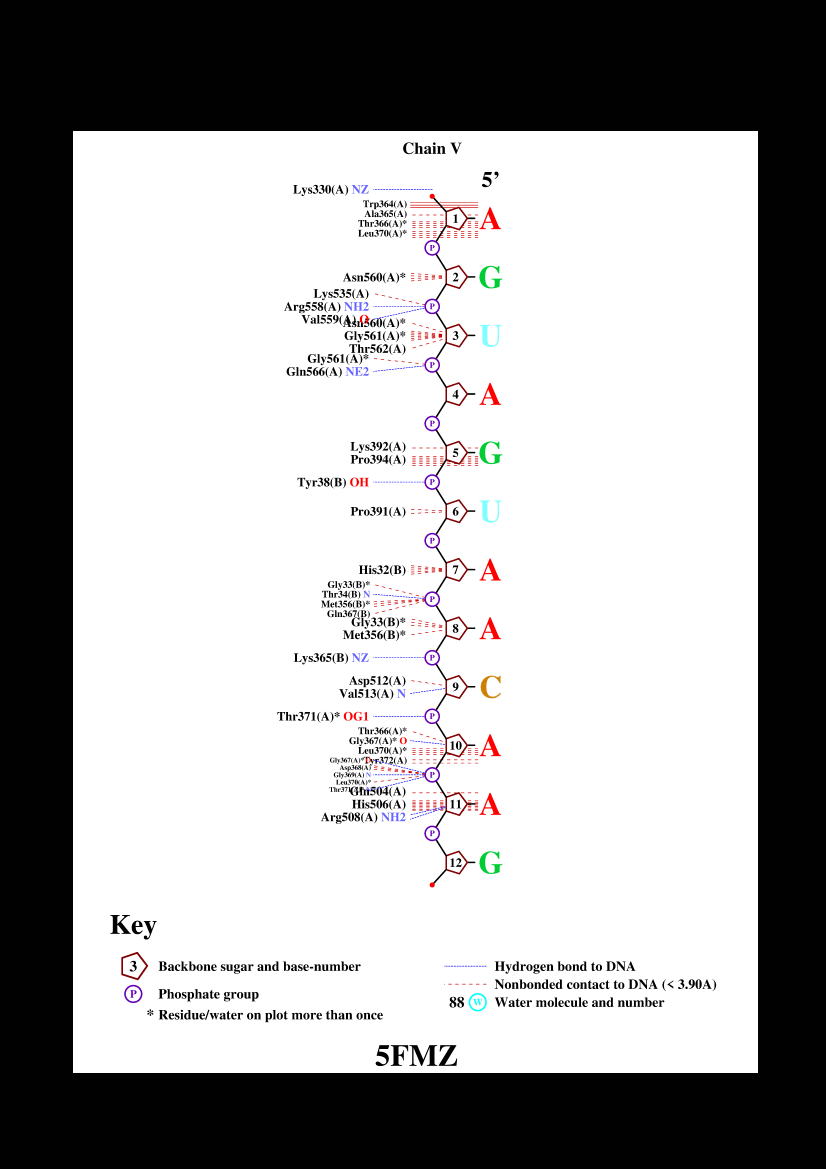 Chain V
5’
Lys330(A) NZ
Trp364(A)
Ala365(A)
Thr366(A)*
Leu370(A)*
1 A
P
Asn560(A)*
2 G
Lys535(A)
Arg558(A) NH2
P
Val559(A) O
Asn560(A)*
Gly561(A)*
3 U
Thr562(A)
Gly561(A)*
P
Gln566(A) NE2
4 A
P
Lys392(A)
5 G
Pro394(A)
Tyr38(B) OH
P
Pro391(A)
6 U
P
His32(B)
7 A
Gly33(B)*
Thr34(B) N
P
Met356(B)*
Gln367(B)
Gly33(B)*
8 A
Met356(B)*
Lys365(B) NZ
P
Asp512(A)
9 C
Val513(A) N
Thr371(A)* OG1
P
Thr366(A)*
Gly367(A)* O
10 A
Leu370(A)*
Tyr372(A)
Gly367(A)*
Asp368(A)
Gly369(A) N
P
Leu370(A)*
Gln504(A)
His506(A)
11 A
Arg508(A) NH2
P
12 G
Key
3 Backbone sugar and base-number
P Phosphate group
* Residue/water on plot more than once
Hydrogen bond to DNA
Nonbonded contact to DNA (< 3.90A)
88 W Water molecule and number
5FMZ